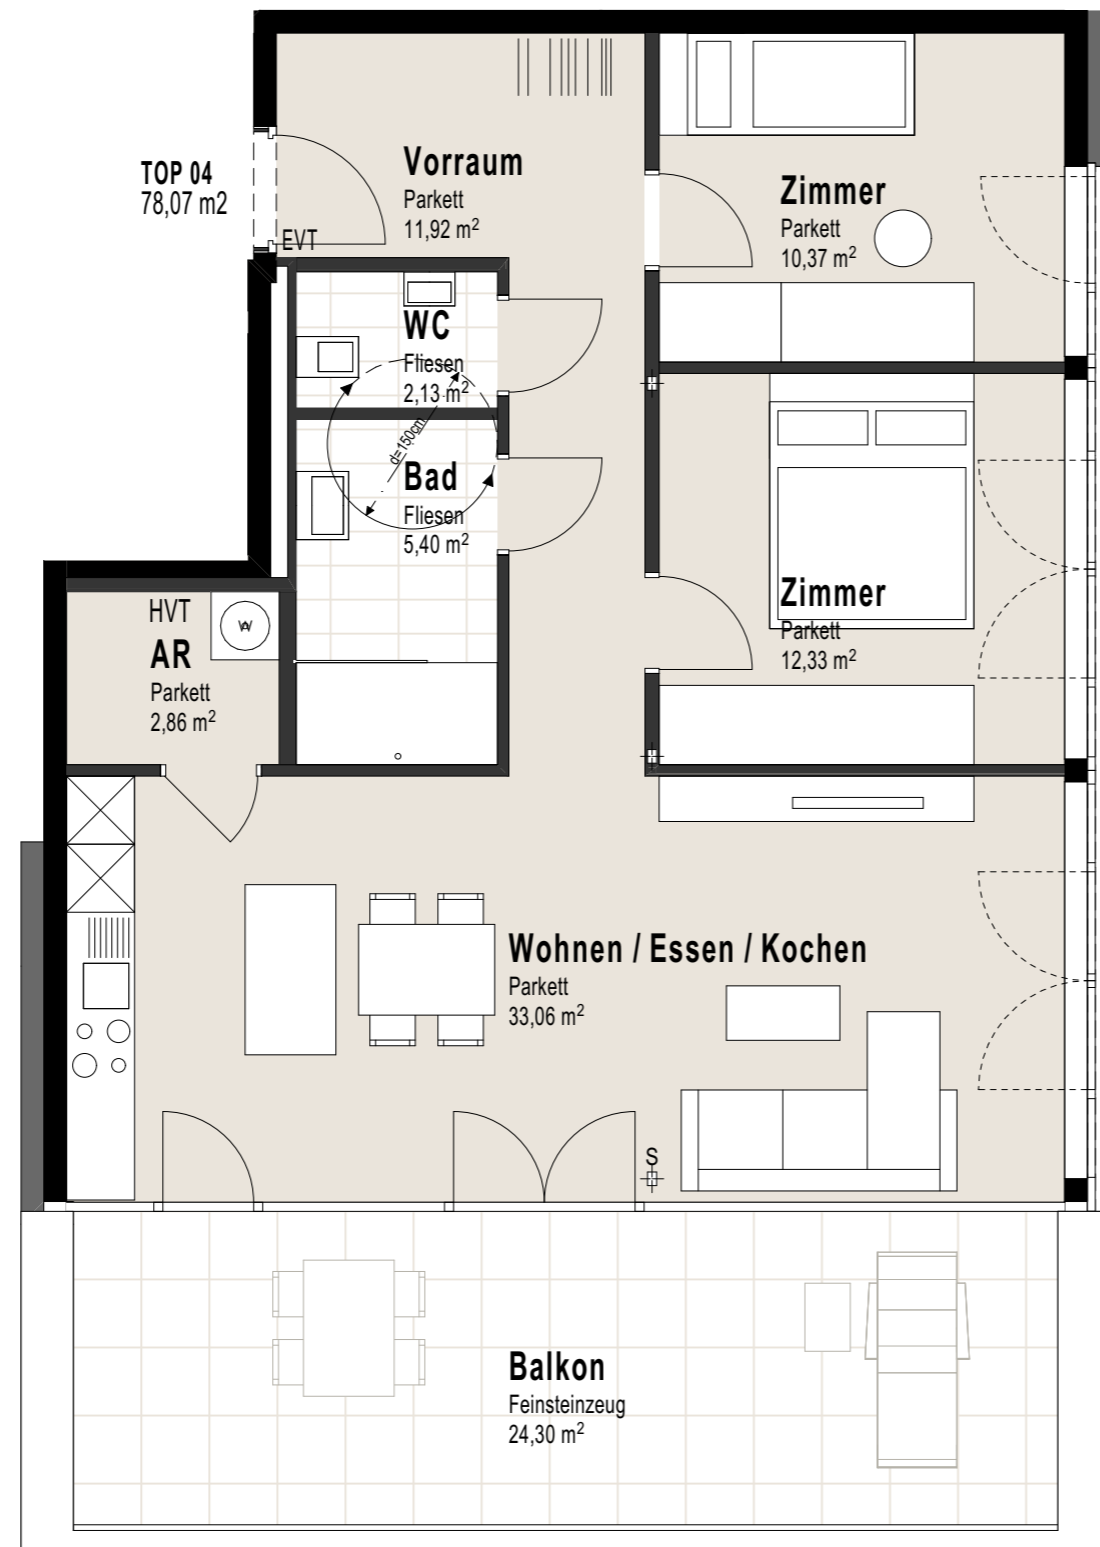 TOP 04
78,07 m2
EVT
Vorraum
Parkett
11,92 m²
Zimmer
Parkett
10,37 m²
WC
Fliesen
2,13 m²
d=150cm
Bad
Fliesen
5,40 m²
Zimmer
Parkett
12,33 m²
HVT
AR
Parkett
2,86 m²
Wohnen / Essen / Kochen
Parkett
33,06 m²
S
Balkon
Feinsteinzeug
24,30 m²